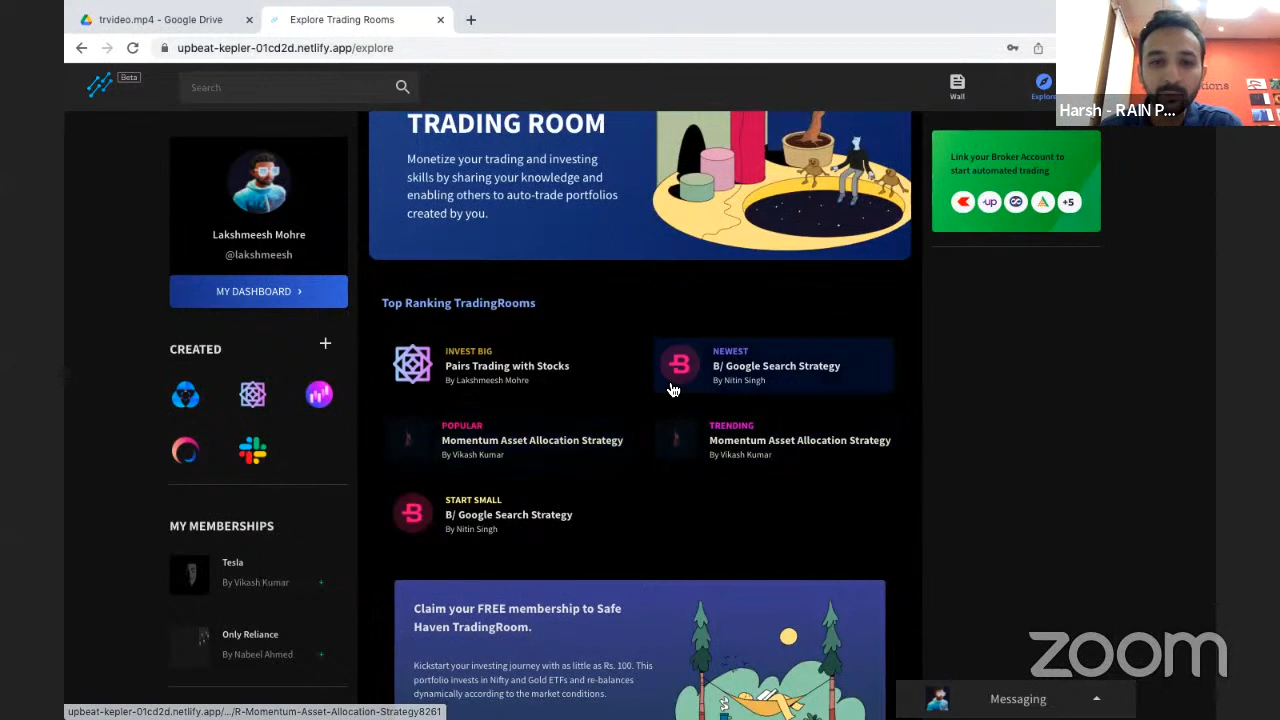 trvideo.mp4 - Google Drive
Explore Trading Rooms
upbeat-kepler-01cd2d.netlify.app/explore
Beta
Search
Wall
Explore
Harsh - RAIN P...
TRADING ROOM
Monetize your trading and investing
skills by sharing your knowledge and
enabling others to auto-trade portfolios
created by you.
Link your Broker Account to
start automated trading
up
+5
Lakshmeesh Mohre
@lakshmeesh
MY DASHBOARD
CREATED
MY MEMBERSHIPS
Tesla
By Vikash Kumar
Only Reliance
By Nabeel Ahmed
Top Ranking TradingRooms
INVEST BIG
Pairs Trading with Stocks
By Lakshmeesh Mohre
NEWEST
B/ Google Search Strategy
By Nitin Singh
POPULAR
Momentum Asset Allocation Strategy
By Vikash Kumar
TRENDING
Momentum Asset Allocation Strategy
By Vikash Kumar
START SMALL
B/ Google Search Strategy
By Nitin Singh
Claim your FREE membership to Safe
Haven TradingRoom.
Kickstart your investing journey with as little as Rs. 100. This
portfolio invests in Nifty and Gold ETFs and re-balances
dynamically according to the market conditions.
zoom
Messaging
upbeat-kepler-01cd2d.netlify.app/.../R-Momentum-Asset-Allocation-Strategy8261